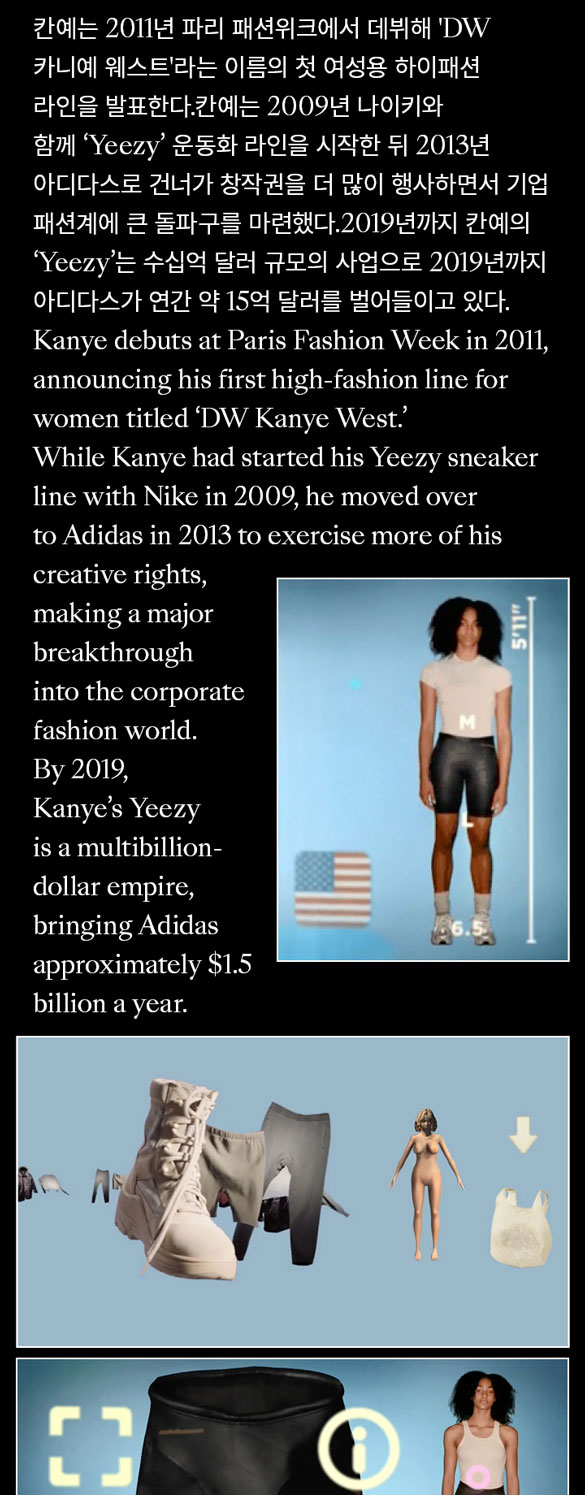 칸예는 2011년 파리 패션위크에서 데뷔해 'DW
카니예 웨스트'라는 이름의 첫 여성용 하이패션
라인을 발표한다.칸예는 2009년 나이키와
함께 ‘Yeezy’ 운동화 라인을 시작한 뒤 2013년
아디다스로 건너가 창작권을 더 많이 행사하면서 기업
패션계에 큰 돌파구를 마련했다.2019년까지 칸예의
‘Yeezy’는 수십억 달러 규모의 사업으로 2019년까지
아디다스가 연간 약 15억 달러를 벌어들이고 있다.
Kanye debuts at Paris Fashion Week in 2011,
announcing his first high-fashion line for
women titled ‘DW Kanye West.’
While Kanye had started his Yeezy sneaker
line with Nike in 2009, he moved over
to Adidas in 2013 to exercise more of his
creative rights,
making a major
breakthrough
into the corporate
fashion world.
By 2019,
Kanye’s Yeezy
is a multibillion-
dollar empire,
bringing Adidas
approximately $1.5
billion a year.
5'11"
M
L
6.5